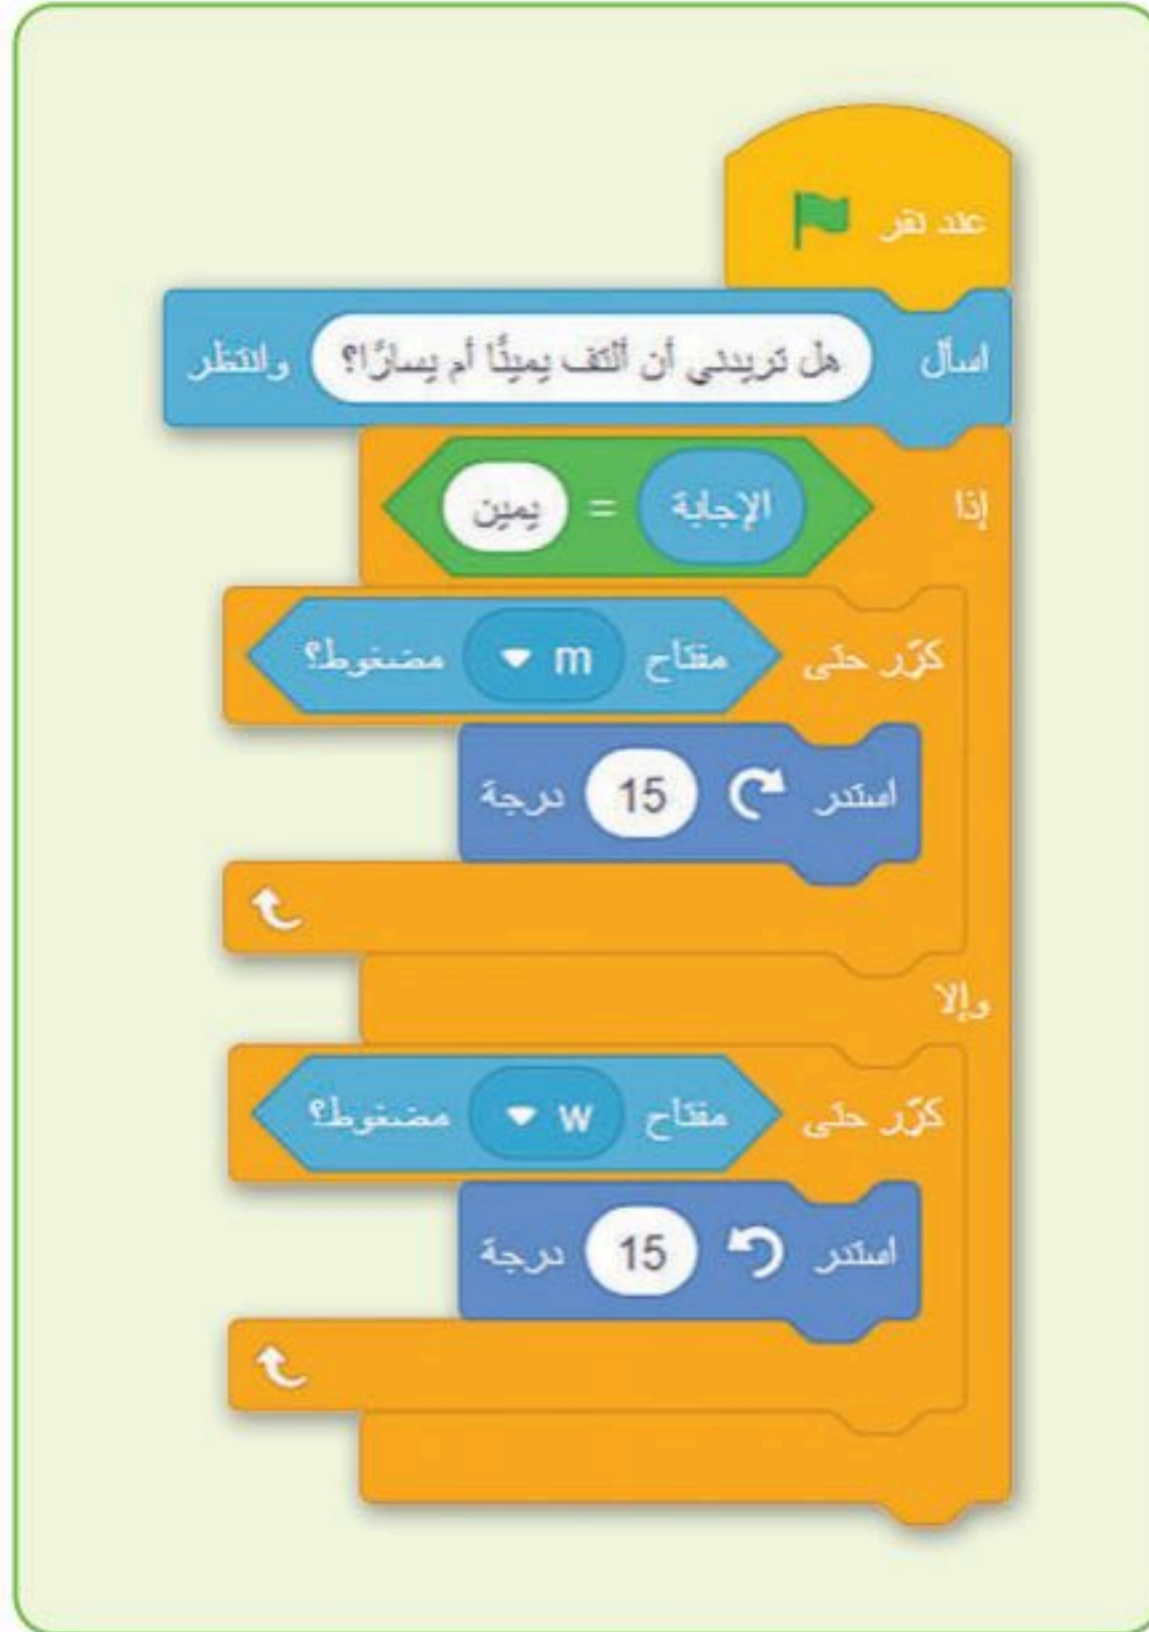 عند نقر
اسأل هل تريدني أن ألتف يمينًا أم يسارًا؟ وانتظر
إذا الإجابة = يمين
كرّر حتى مفتاح m مضغوط؟
استدر 15 درجة
وإلا
كرّر حتى مفتاح w مضغوط؟
استدر 15 درجة